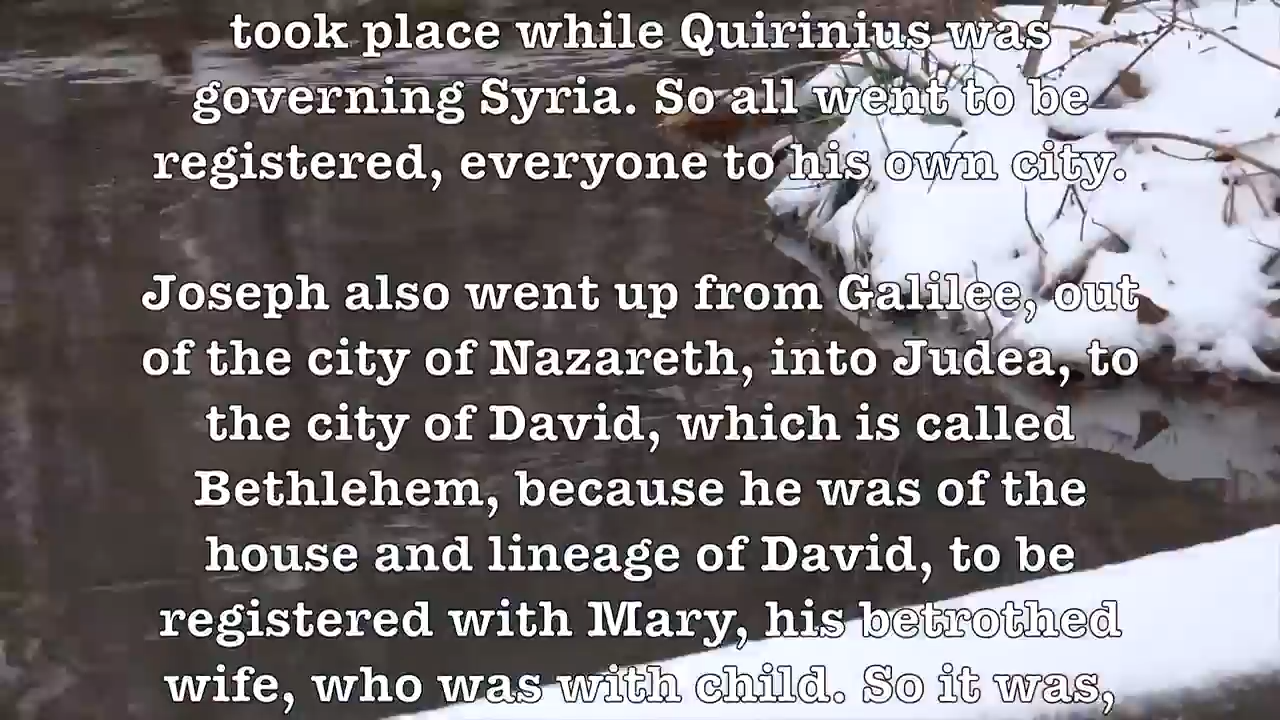 took place while Quirinius was
governing Syria. So all went to be
registered, everyone to his own city.
Joseph also went up from Galilee, out
of the city of Nazareth, into Judea, to
the city of David, which is called
Bethlehem, because he was of the
house and lineage of David, to be
registered with Mary, his betrothed
wife, who was with child. So it was,